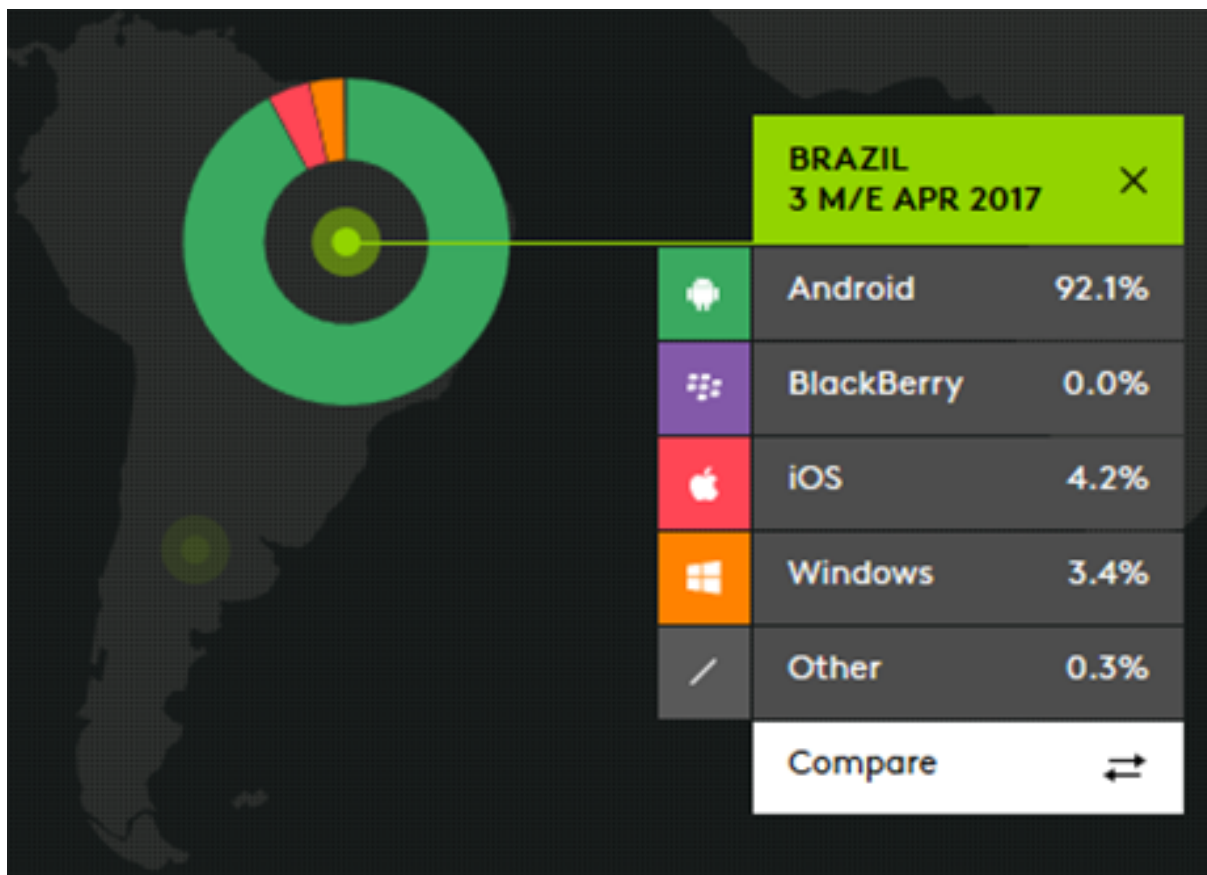 BRAZIL
3 M/E APR 2017
Android 92.1%
BlackBerry 0.0%
iOS 4.2%
Windows 3.4%
Other 0.3%
Compare